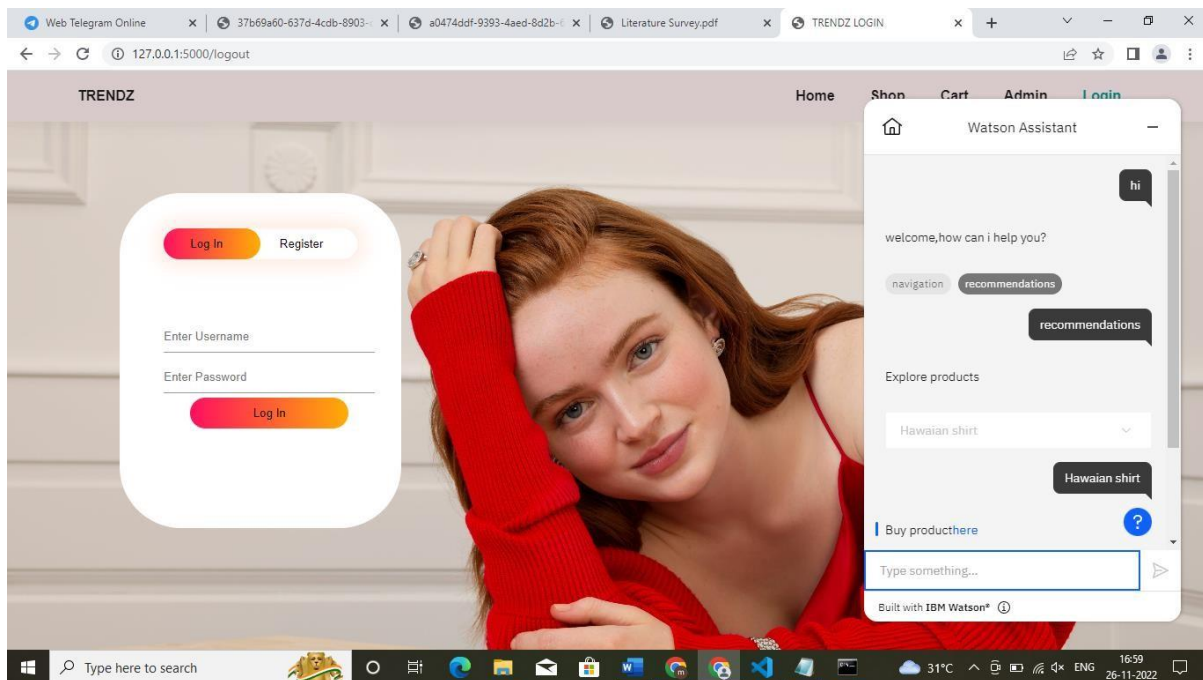 Web Telegram Online
37b69a60-637d-4cdb-8903-
a0474ddf-9393-4aed-8d2b-
Literature Survey.pdf
TRENDZ LOGIN
127.0.0.1:5000/logout
TRENDZ
Home Shop Cart Admin Login
Watson Assistant
hi
Log In Register
welcome,how can i help you?
navigation recommendations
recommendations
Enter Username
Enter Password
Explore products
Log In
Hawaian shirt
Hawaian shirt
Buy producthere
?
Type something...
Built with IBM Watson®
Type here to search
31°C
ENG
16:59
26-11-2022